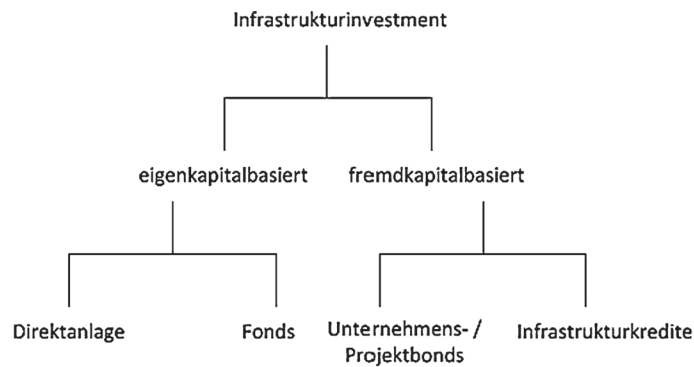 Infrastrukturinvestment
eigenkapitalbasiert fremdkapitalbasiert
Direktanlage Fonds Unternehmens- / Infrastrukturkredite
Projektbonds